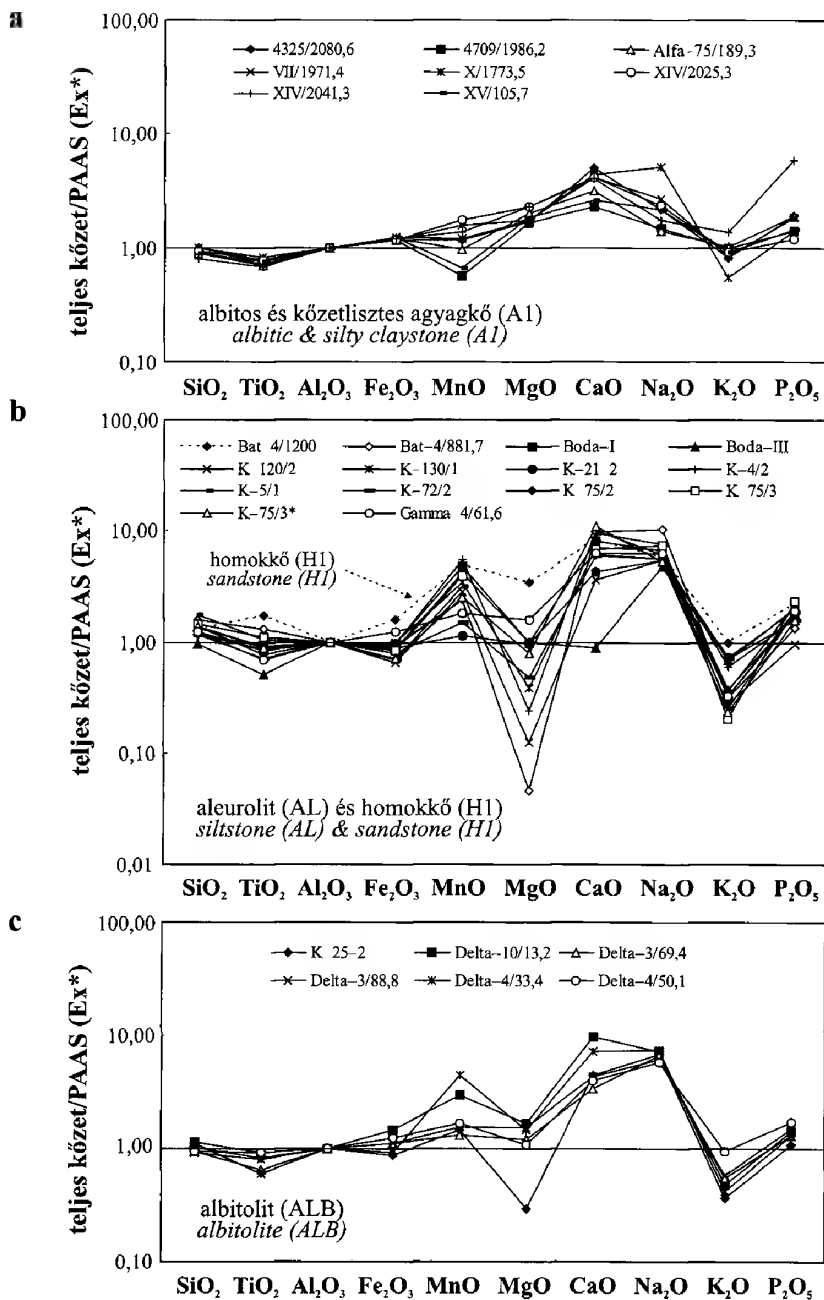 a
teljes kőzet/PAAS (Ex*)
100,00
10,00
1,00
0,10
4325/2080,6 4709/1986,2 Alfa-75/189,3
VII/1971,4 X/1773,5 XIV/2025,3
XIV/2041,3 XV/105,7
albitos és kőzetlisztes agyagkő (A1)
albitic & silty claystone (A1)
SiO₂ TiO₂ Al₂O₃ Fe₂O₃ MnO MgO CaO Na₂O K₂O P₂O₅
b
teljes kőzet/PAAS (Ex*)
100,00
10,00
1,00
0,10
0,01
Bat 4/1200 Bat-4/881,7 Boda-I Boda-III
K 120/2 K-130/1 K-21 2 K-4/2
K-5/1 K-72/2 K 75/2 K 75/3
K-75/3* Gamma 4/61,6
homokkő (H1)
sandstone (H1)
aleurolit (AL) és homokkő (H1)
siltstone (AL) & sandstone (H1)
SiO₂ TiO₂ Al₂O₃ Fe₂O₃ MnO MgO CaO Na₂O K₂O P₂O₅
c
teljes kőzet/PAAS (Ex*)
100,00
10,00
1,00
0,10
K 25-2 Delta-10/13,2 Delta-3/69,4
Delta-3/88,8 Delta-4/33,4 Delta-4/50,1
albitolit (ALB)
albitolite (ALB)
SiO₂ TiO₂ Al₂O₃ Fe₂O₃ MnO MgO CaO Na₂O K₂O P₂O₅